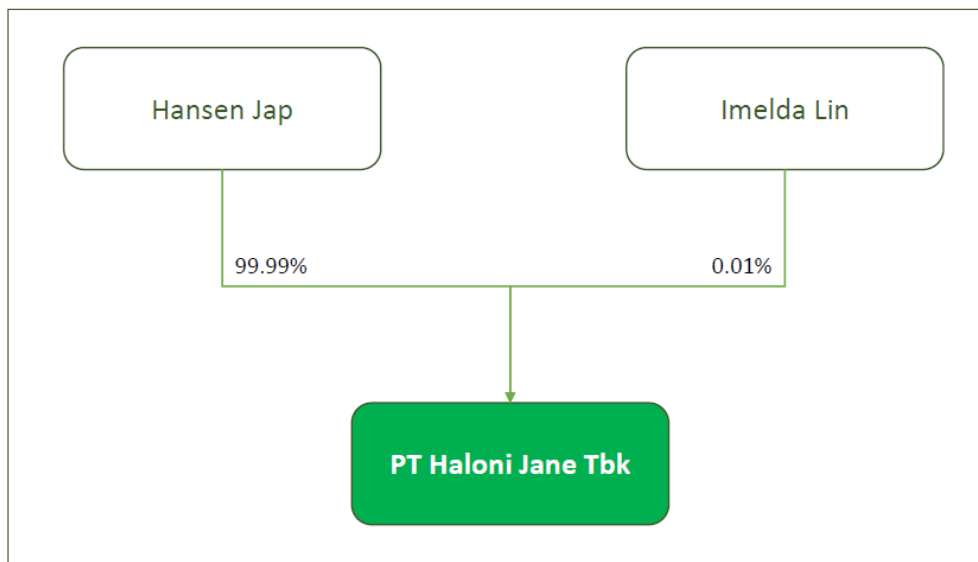 Hansen Jap
Imelda Lin
99.99%
0.01%
PT Haloni Jane Tbk